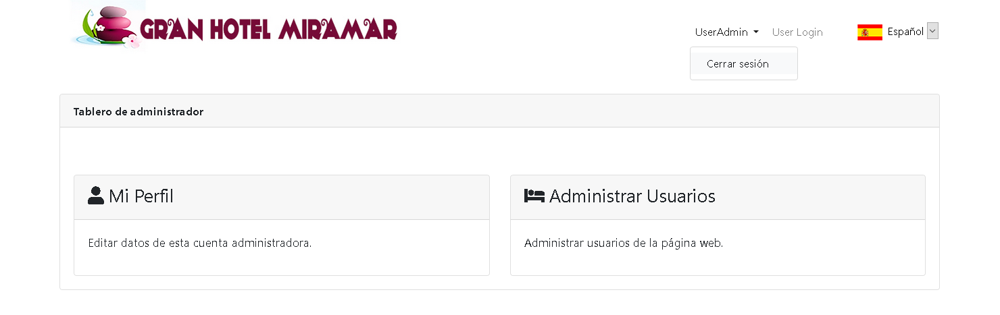 GRAN HOTEL MIRAMAR
UserAdmin User Login Español
Cerrar sesión
Tablero de administrador
Mi Perfil
Editar datos de esta cuenta administradora.
Administrar Usuarios
Administrar usuarios de la página web.